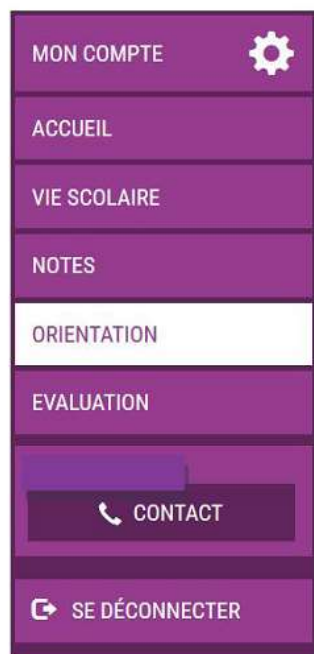 MON COMPTE
ACCUEIL
VIE SCOLAIRE
NOTES
ORIENTATION
EVALUATION
CONTACT
SE DÉCONNECTER